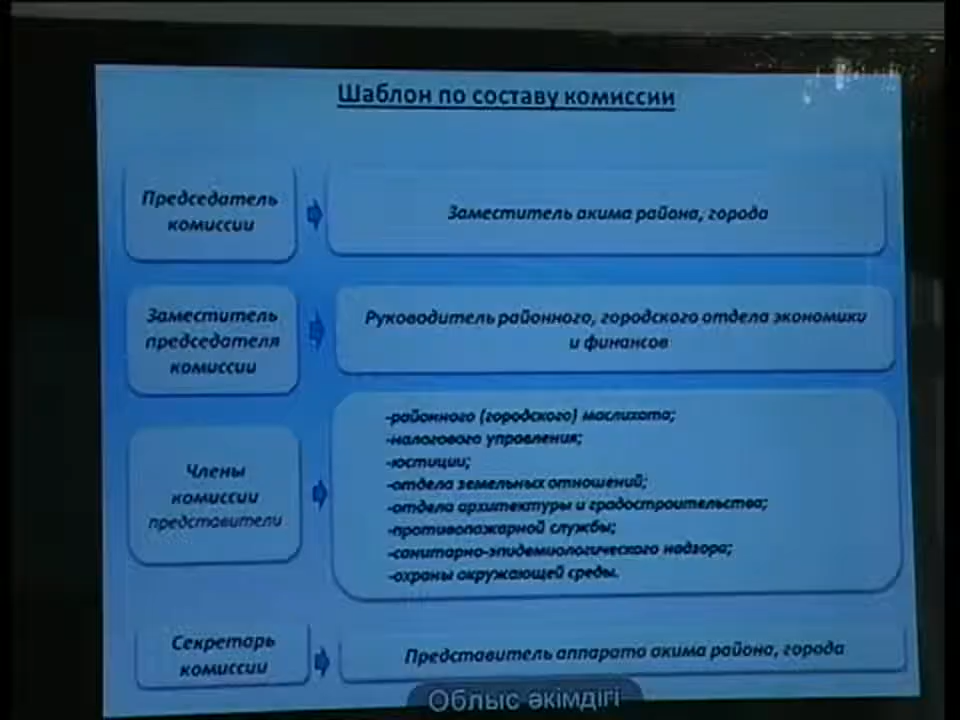 Шаблон по составу комиссии
Председатель
комиссии
Заместитель акима района, города
Заместитель
председателя
комиссии
Руководитель районного, городского отдела экономики
и финансов
Члены
комиссии
представители
-районного (городского) маслихата;
-налогового управления;
-юстиции;
-отдела земельных отношений;
-отдела архитектуры и градостроительства;
-противопожарной службы;
-санитарно-эпидемиологического надзора;
-охраны окружающей среды.
Секретарь
комиссии
Представитель аппарата акима района, города
Облыс әкімдігі